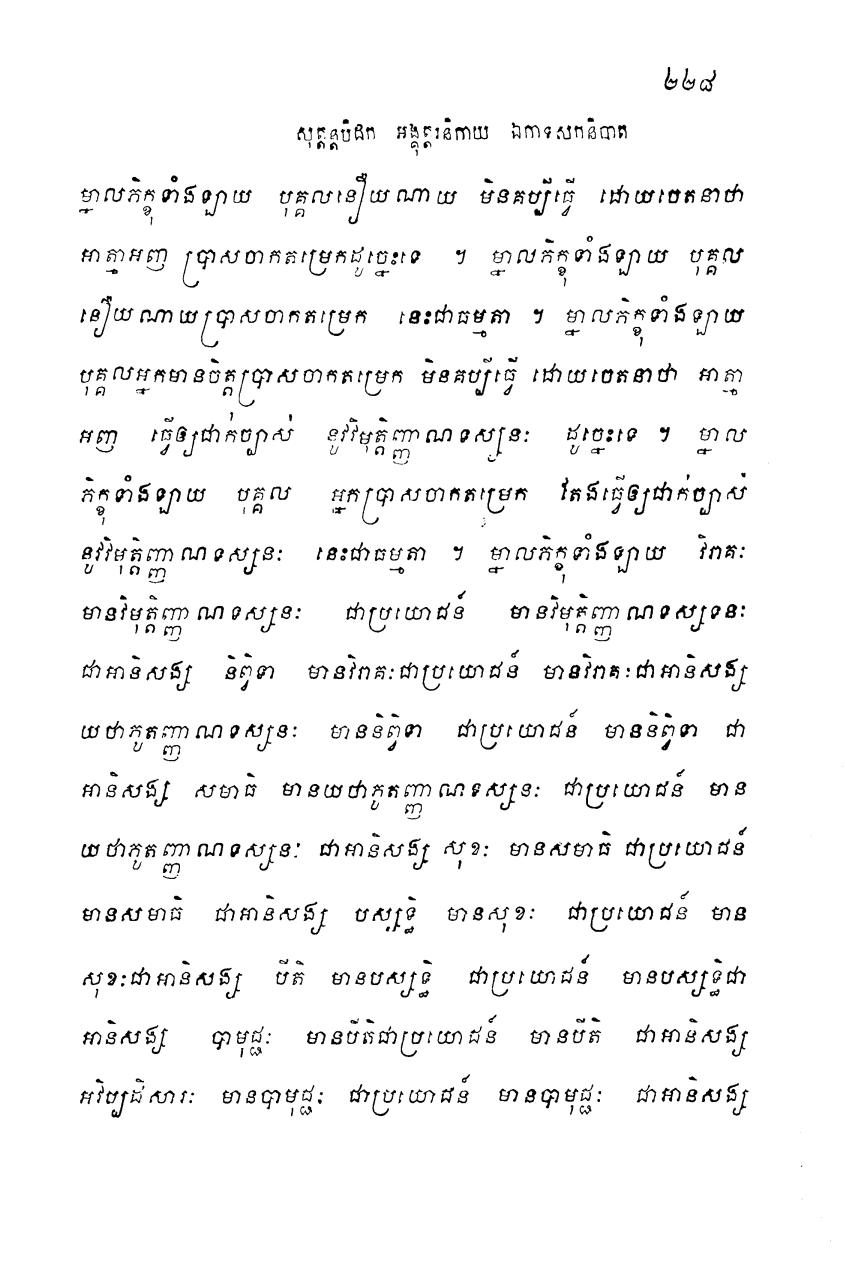 ២២៨
សុត្តន្តបិដក អង្គុត្តរនិកាយ ឯកាទសកនិបាត
ម្នាលភិក្ខុទាំងឡាយ បុគ្គលនឿយណាយ មិនគប្បីធ្វើ ដោយចេតនាថា
អាត្មាអញ ប្រាសចាកតម្រេកដូច្នេះទេ ។ ម្នាលភិក្ខុទាំងឡាយ បុគ្គល
នឿយណាយប្រាសចាកតម្រេក នេះជាធម្មតា ។ ម្នាលភិក្ខុទាំងឡាយ
បុគ្គលអ្នកមានចិត្តប្រាសចាកតម្រេក មិនគប្បីធ្វើ ដោយចេតនាថា អាត្មា
អញ ធ្វើឲ្យជាក់ច្បាស់ នូវវិមុត្តិញ្ញាណទស្សនៈ ដូច្នេះទេ ។ ម្នាល
ភិក្ខុទាំងឡាយ បុគ្គល អ្នកប្រាសចាកតម្រេក តែងធ្វើឲ្យជាក់ច្បាស់
នូវវិមុត្តិញ្ញាណទស្សនៈ នេះជាធម្មតា ។ ម្នាលភិក្ខុទាំងឡាយ វិរាគៈ
មានវិមុត្តិញ្ញាណទស្សនៈ ជាប្រយោជន៍ មានវិមុត្តិញ្ញាណទស្សទនៈ
ជាអានិសង្ស និព្វិទា មានវិរាគៈជាប្រយោជន៍ មានវិរាគៈជាអានិសង្ស
យថាភូតញ្ញាណទស្សនៈ មាននិព្វិទា ជាប្រយោជន៍ មាននិព្វិទា ជា
អានិសង្ស សមាធិ មានយថាភូតញ្ញាណទស្សនៈ ជាប្រយោជន៍ មាន
យថាភូតញ្ញាណទស្សនៈ ជាអានិសង្ស សុខៈ មានសមាធិ ជាប្រយោជន៍
មានសមាធិ ជាអានិសង្ស បស្សទ្ធិ មានសុខៈ ជាប្រយោជន៍ មាន
សុខៈជាអានិសង្ស បីតិ មានបស្សទ្ធិ ជាប្រយោជន៍ មានបស្សទ្ធិជា
អានិសង្ស បាមុជ្ជៈ មានបីតិជាប្រយោជន៍ មានបីតិ ជាអានិសង្ស
អវិប្បដិសារៈ មានបាមុជ្ជៈ ជាប្រយោជន៍ មានបាមុជ្ជៈ ជាអានិសង្ស